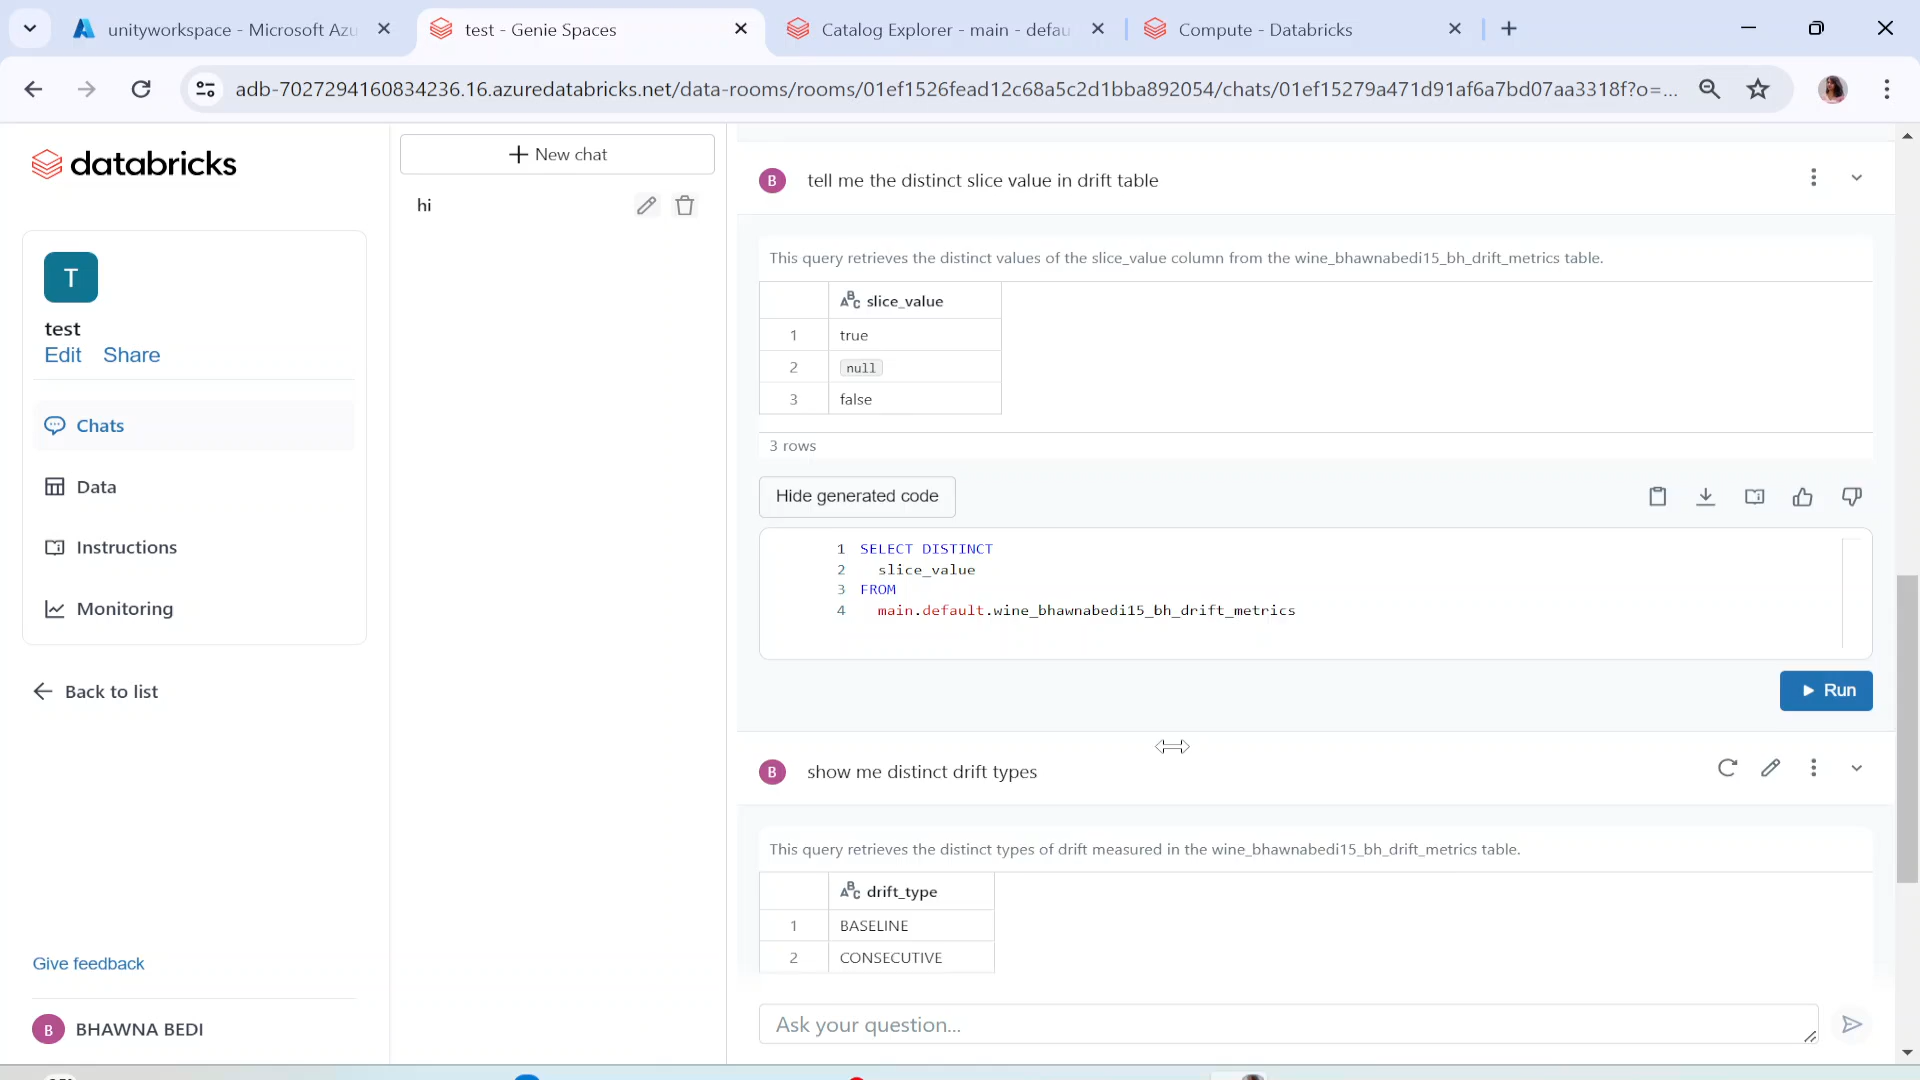 unityworkspace - Microsoft Azu
test - Genie Spaces
Catalog Explorer - main - defau
Compute - Databricks
adb-7027294160834236.16.azuredatabricks.net/data-rooms/rooms/01ef1526fead12c68a5c2d1bba892054/chats/01ef15279a471d91af6a7bd07aa3318f?o=...
databricks
T
test
Edit Share
Chats
Data
Instructions
Monitoring
Back to list
Give feedback
B BHAWNA BEDI
New chat
hi
B tell me the distinct slice value in drift table
This query retrieves the distinct values of the slice_value column from the wine_bhawnabedi15_bh_drift_metrics table.
ABC slice_value
1 true
2 null
3 false
3 rows
Hide generated code
1 SELECT DISTINCT
2 slice_value
3 FROM
4 main.default.wine_bhawnabedi15_bh_drift_metrics
Run
B show me distinct drift types
This query retrieves the distinct types of drift measured in the wine_bhawnabedi15_bh_drift_metrics table.
ABC drift_type
1 BASELINE
2 CONSECUTIVE
Ask your question...